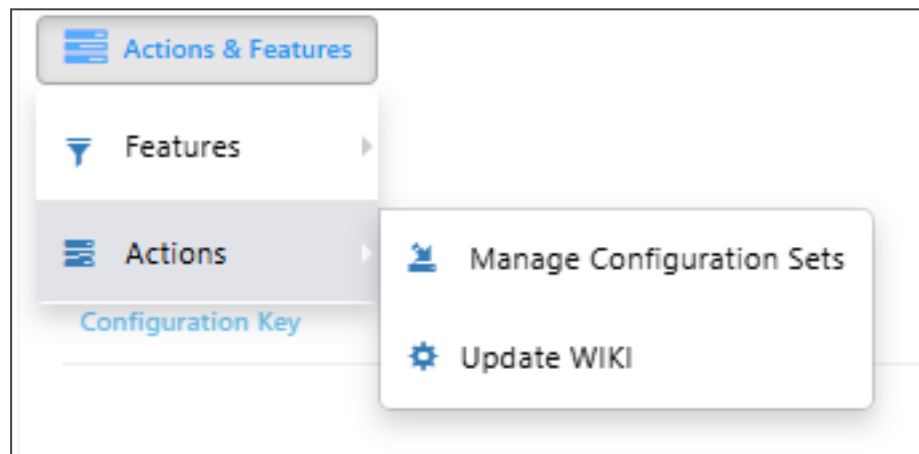 Actions & Features
Features
Actions
Manage Configuration Sets
Configuration Key
Update WIKI